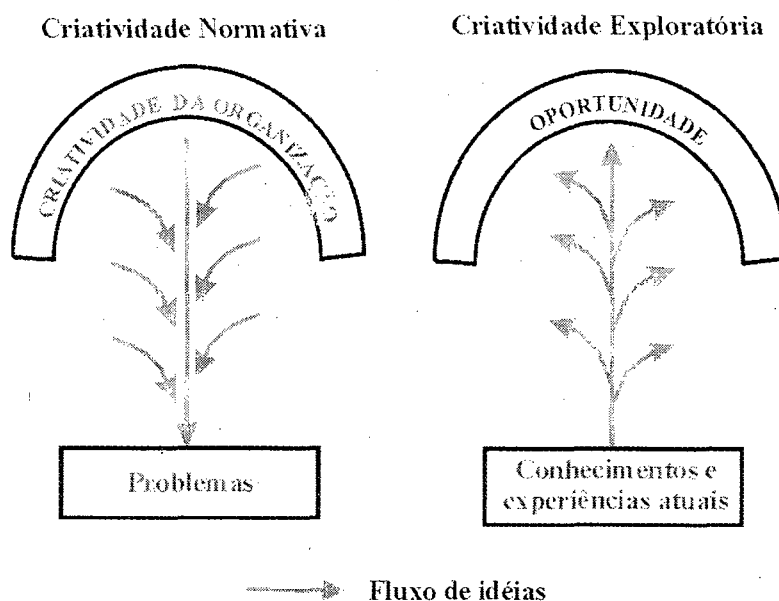 Criatividade Normativa
Criatividade Exploratória
CRIATIVIDADE DA ORGANIZAÇÃO
OPORTUNIDADE
Problemas
Conhecimentos e
experiências atuais
Fluxo de idéias